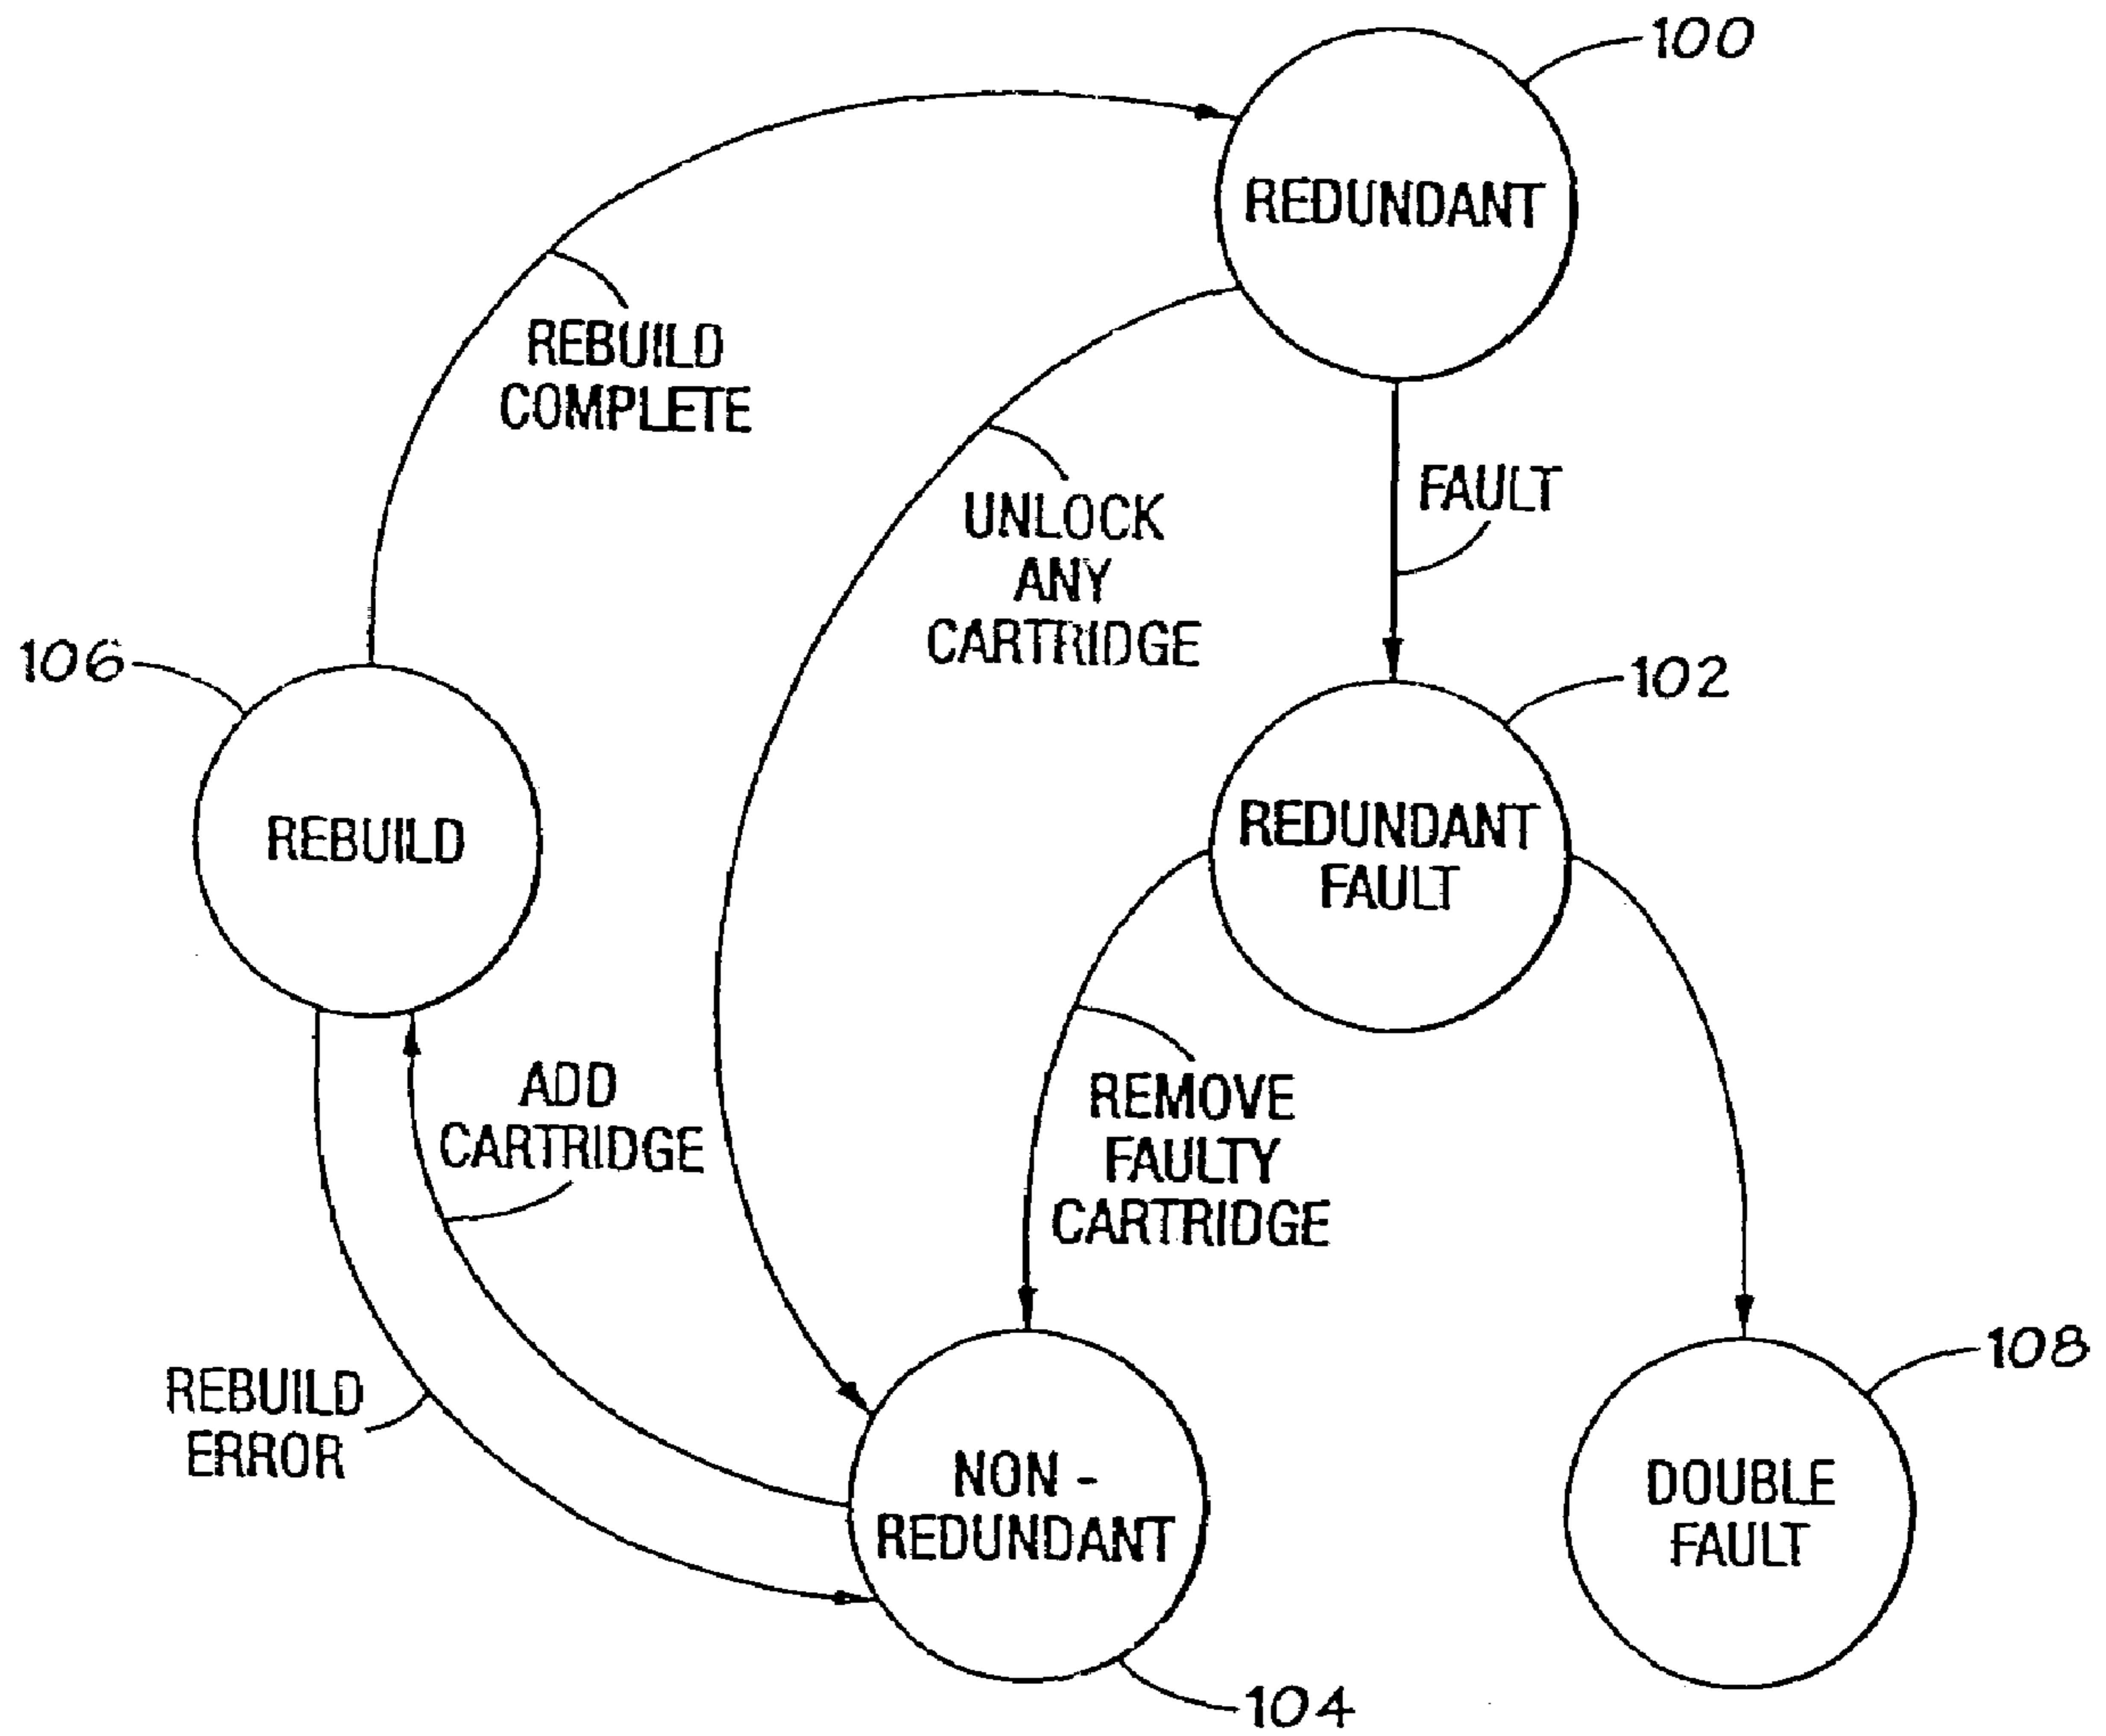 100
REDUNDANT
REBUILD
COMPLETE
UNLOCK
ANY
CARTRIDGE
FAULT
106
102
REBUILD
REDUNDANT
FAULT
ADD
CARTRIDGE
REMOVE
FAULTY
CARTRIDGE
REBUILD
ERROR
108
NON -
REDUNDANT
DOUBLE
FAULT
104